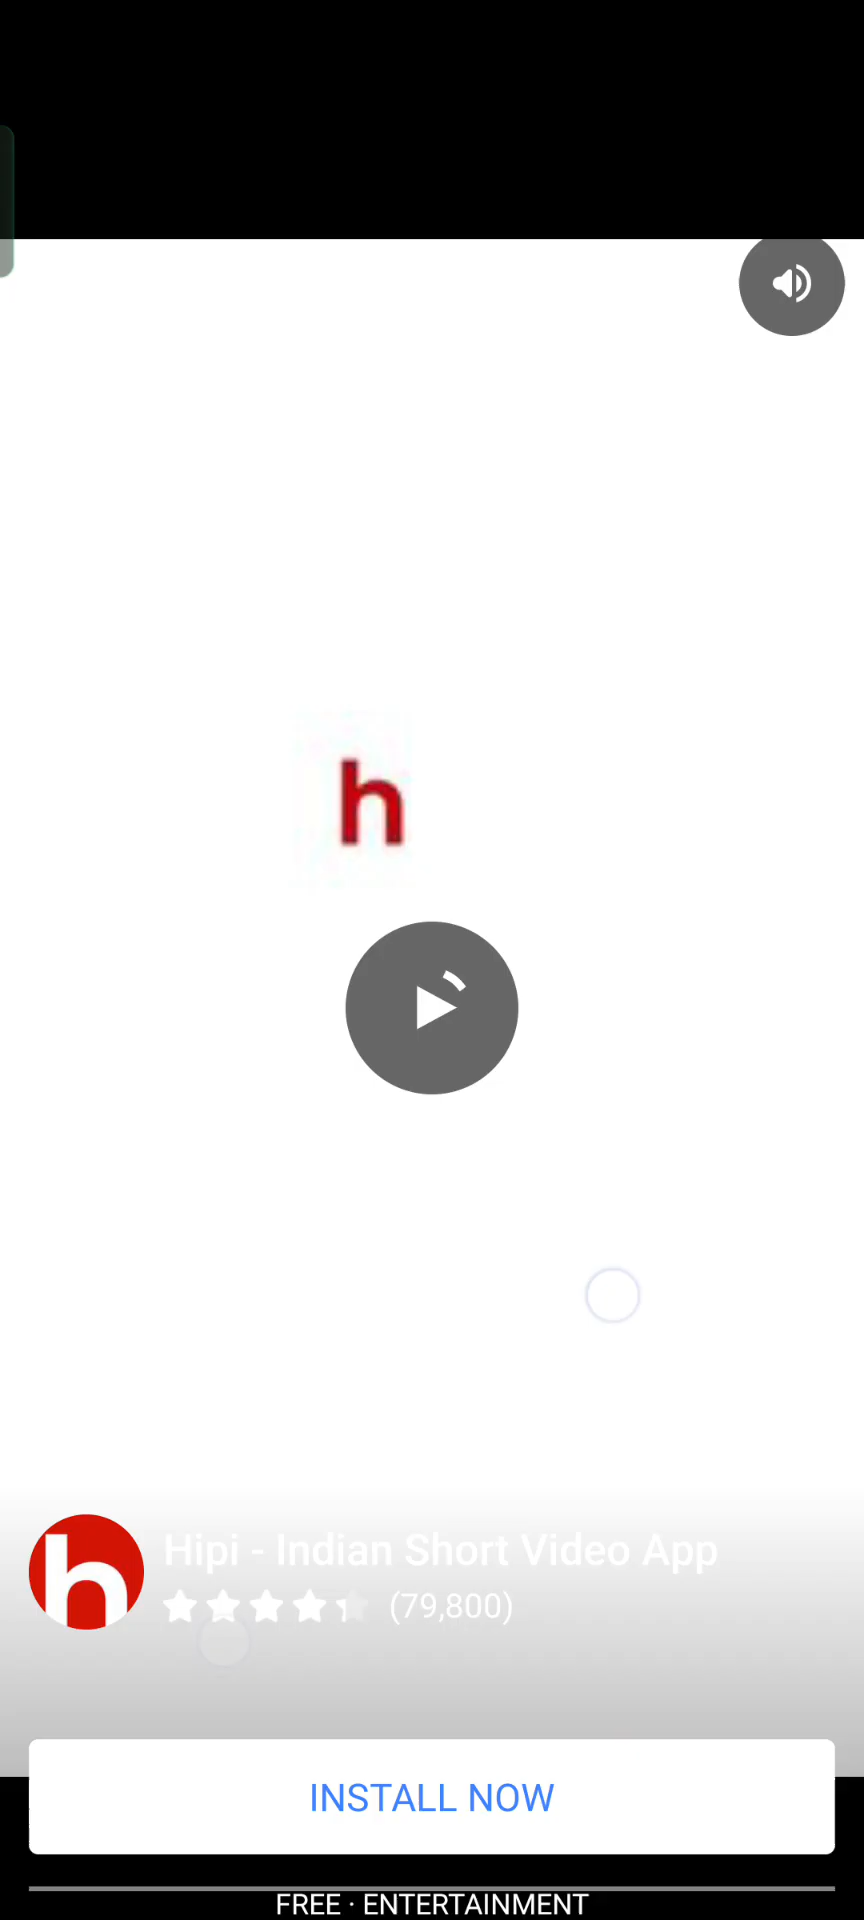 h
h
Hipi - Indian Short Video App
(79,800)
INSTALL NOW
FREE · ENTERTAINMENT